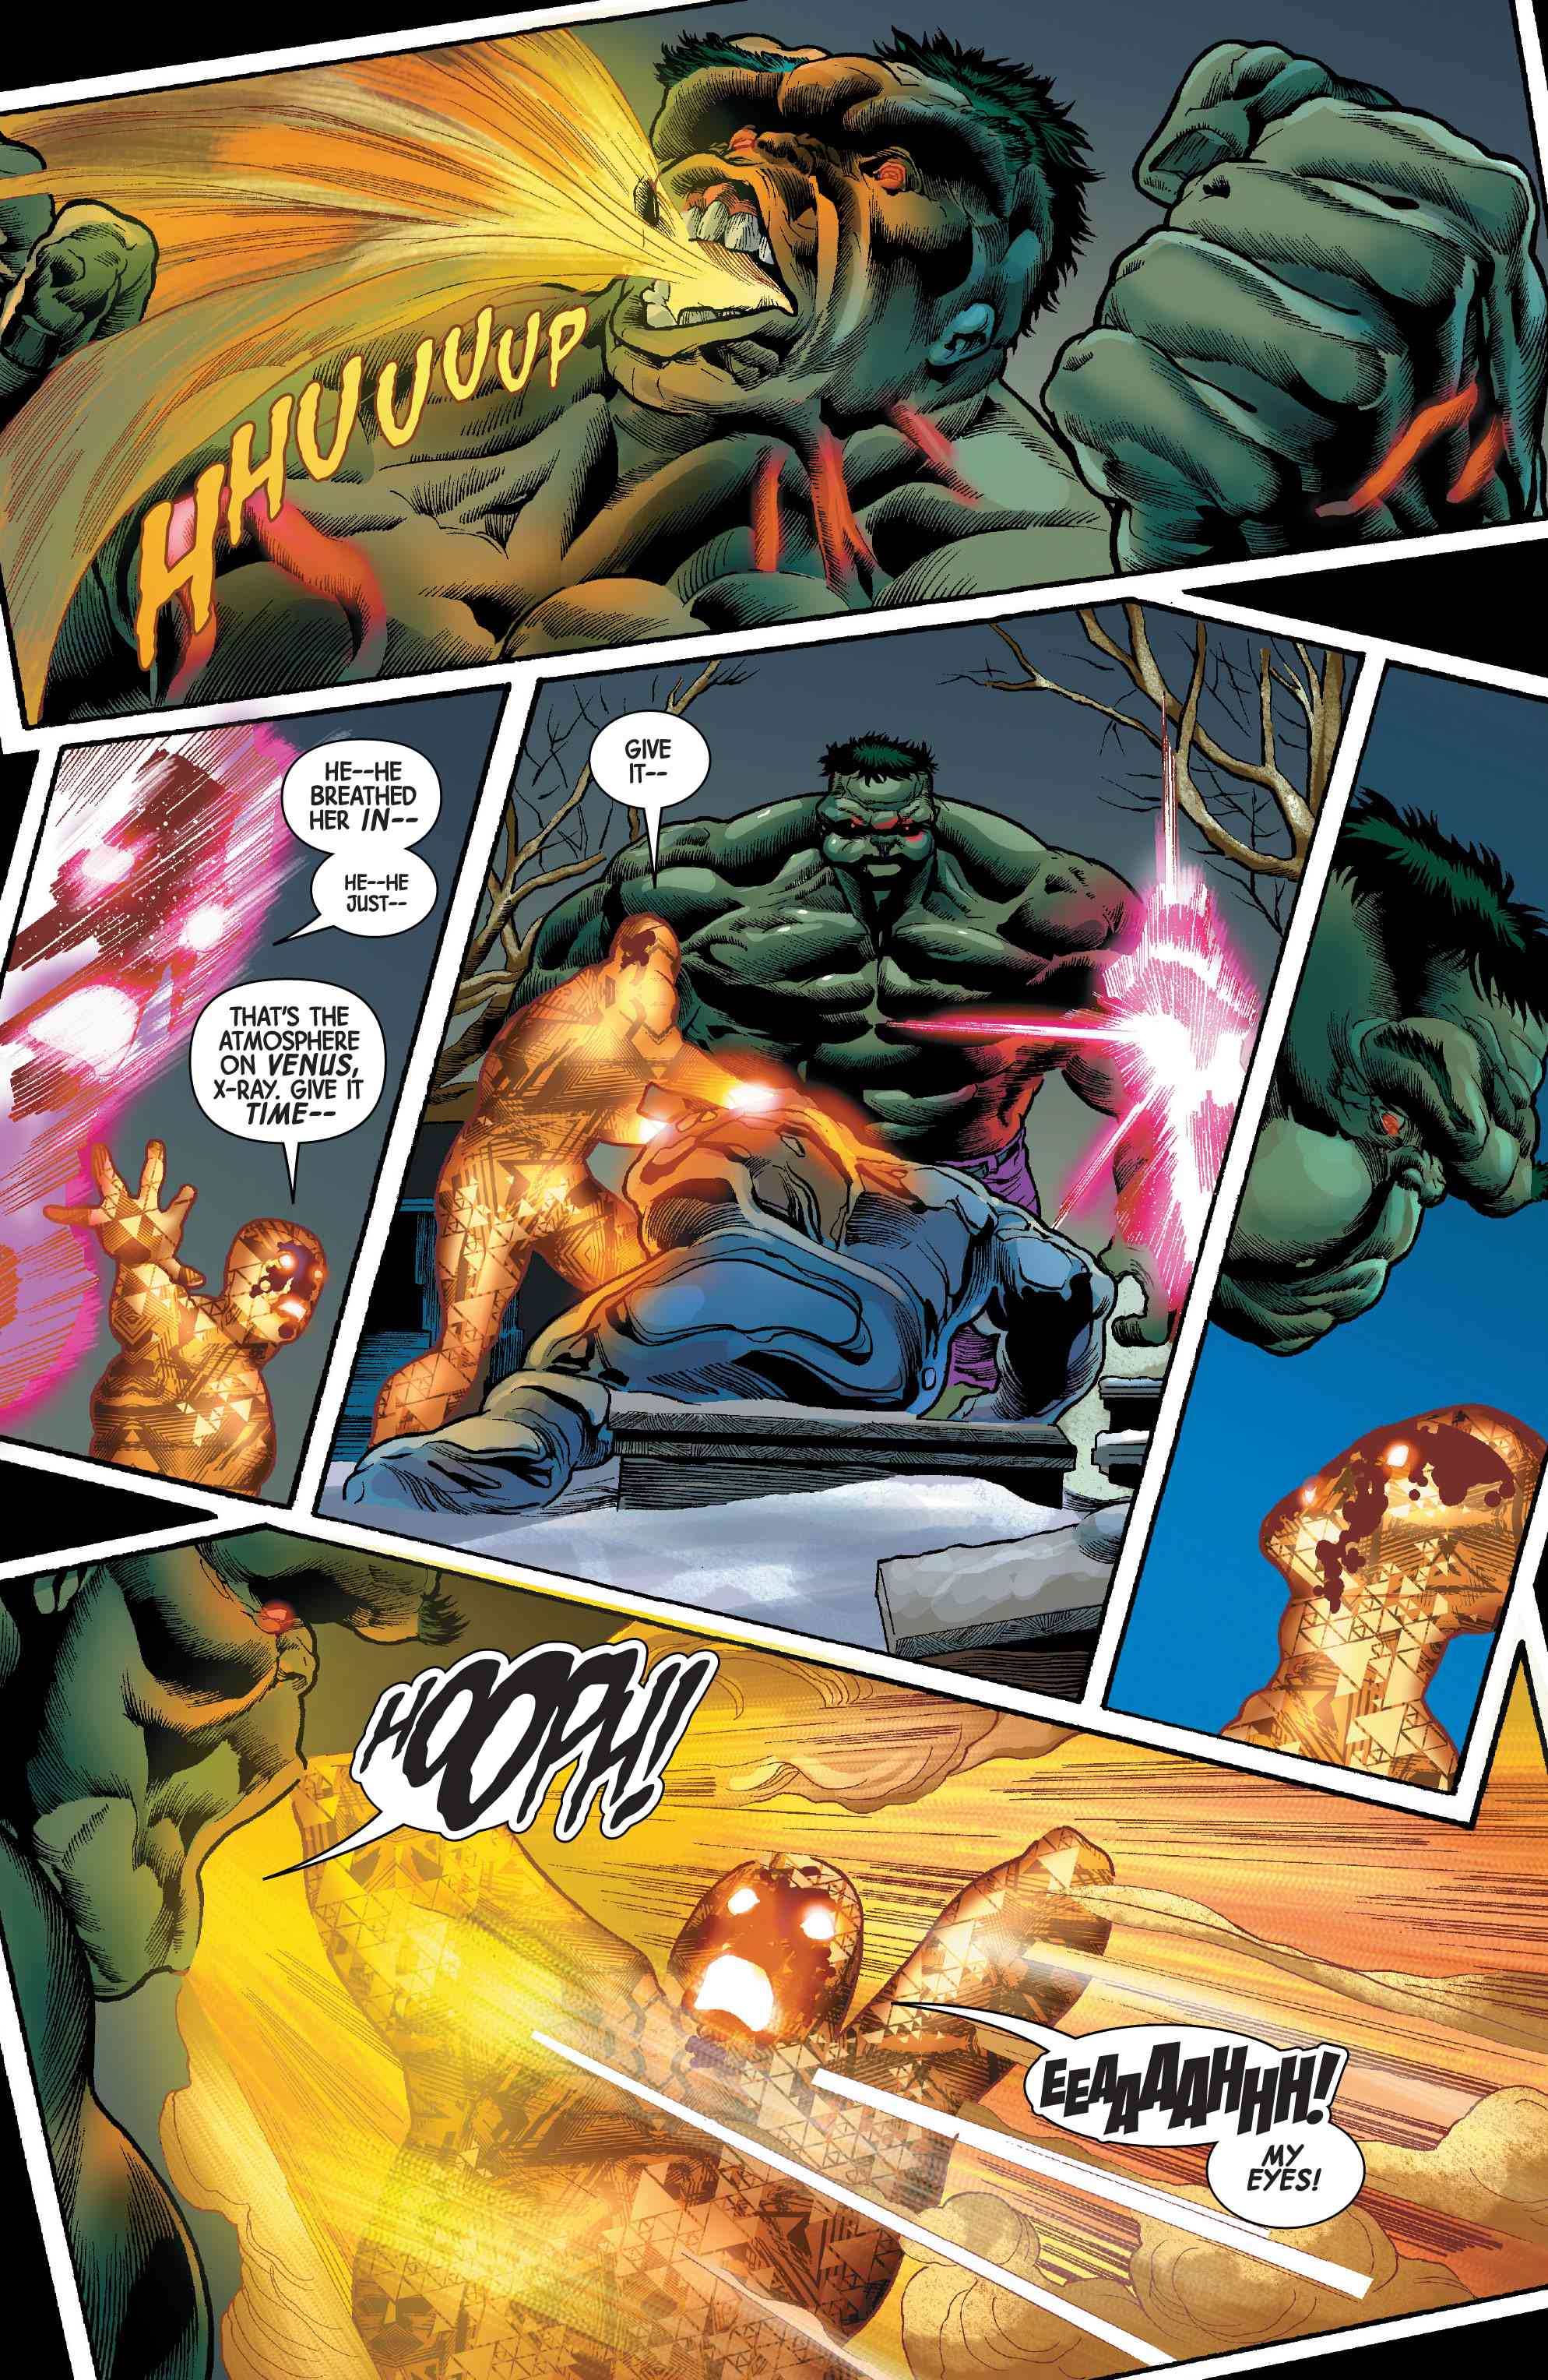 HHUUUUUP
HE--HE
BREATHED
HER IN--
HE--HE
JUST--
THAT'S THE
ATMOSPHERE
ON VENUS,
X-RAY. GIVE IT
TIME--
GIVE
IT--
HOOPH!
EEAAAAHHH!
MY
EYES!